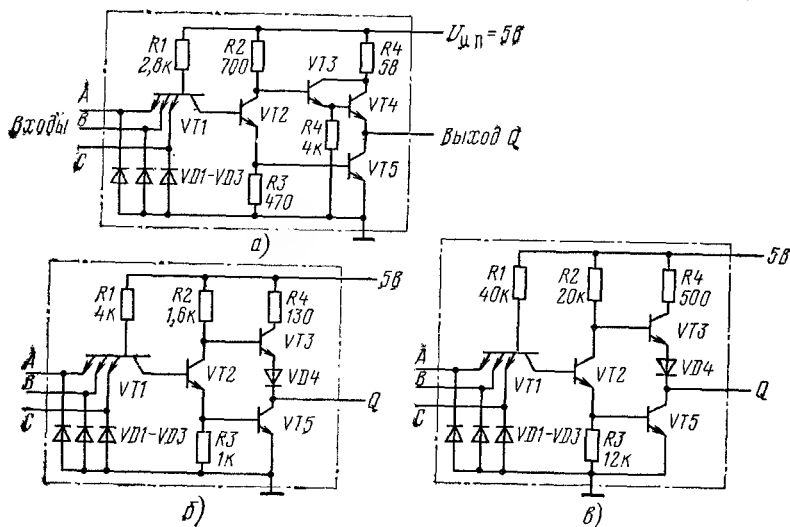 R1
2,8к
R2
700
R4
58
Uи п = 5В
VT3
Входы
A
B
C
VT1
VT2
VT4
R4
4к
Выход Q
VT5
VD1-VD3
R3
470
а)
R1
4к
R2
1,6к
R4
130
5В
VT3
A
B
C
VT1
VT2
VD4
Q
VD1-VD3
R3
1к
VT5
б)
R1
40к
R2
20к
R4
500
5В
VT3
A
B
C
VT1
VT2
VD4
Q
VD1-VD3
R3
12к
VT5
в)